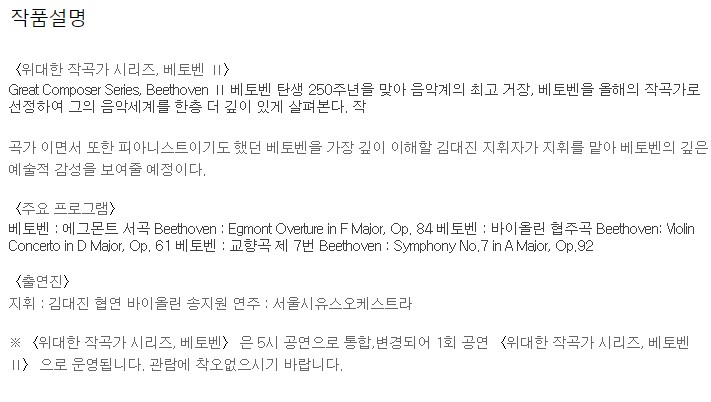 작품설명
〈위대한 작곡가 시리즈, 베토벤 Ⅱ〉
Great Composer Series, Beethoven Ⅱ 베토벤 탄생 250주년을 맞아 음악계의 최고 거장, 베토벤을 올해의 작곡가로
선정하여 그의 음악세계를 한층 더 깊이 있게 살펴본다. 작
곡가 이면서 또한 피아니스트이기도 했던 베토벤을 가장 깊이 이해할 김대진 지휘자가 지휘를 맡아 베토벤의 깊은
예술적 감성을 보여줄 예정이다.
〈주요 프로그램〉
베토벤 : 에그몬트 서곡 Beethoven : Egmont Overture in F Major, Op. 84 베토벤 : 바이올린 협주곡 Beethoven: Violin
Concerto in D Major, Op. 61 베토벤 : 교향곡 제 7번 Beethoven : Symphony No.7 in A Major, Op.92
〈출연진〉
지휘 : 김대진 협연 바이올린 송지원 연주 : 서울시유스오케스트라
※ 〈위대한 작곡가 시리즈, 베토벤〉 은 5시 공연으로 통합,변경되어 1회 공연 〈위대한 작곡가 시리즈, 베토벤
Ⅱ〉 으로 운영됩니다. 관람에 착오없으시기 바랍니다.